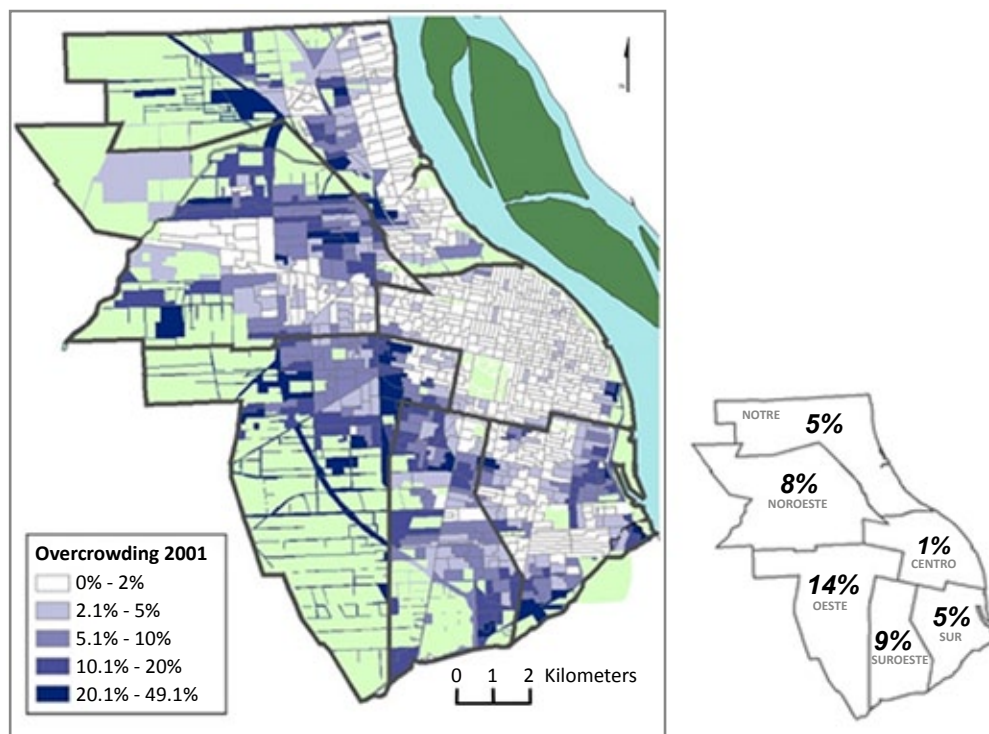 Overcrowding 2001
0% - 2%
2.1% - 5%
5.1% - 10%
10.1% - 20%
20.1% - 49.1%
0 1 2 Kilometers
NOTRE
5%
8%
NOROESTE
1%
CENTRO
14%
OESTE
5%
SUR
9%
SUROESTE